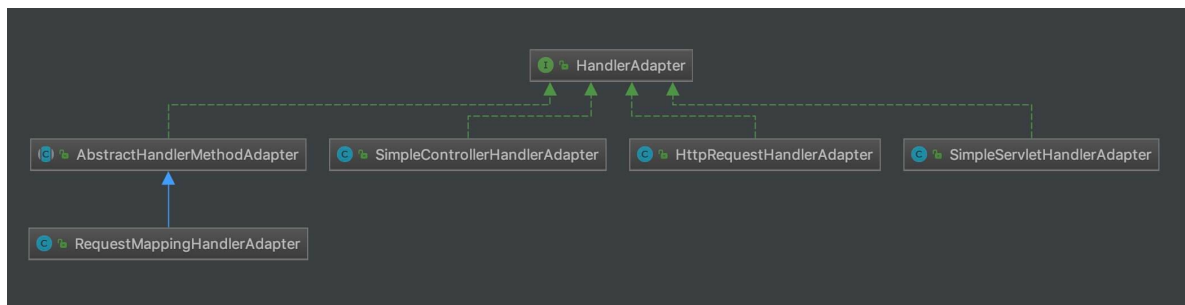 I HandlerAdapter
C AbstractHandlerMethodAdapter
C SimpleControllerHandlerAdapter
C HttpRequestHandlerAdapter
C SimpleServletHandlerAdapter
C RequestMappingHandlerAdapter